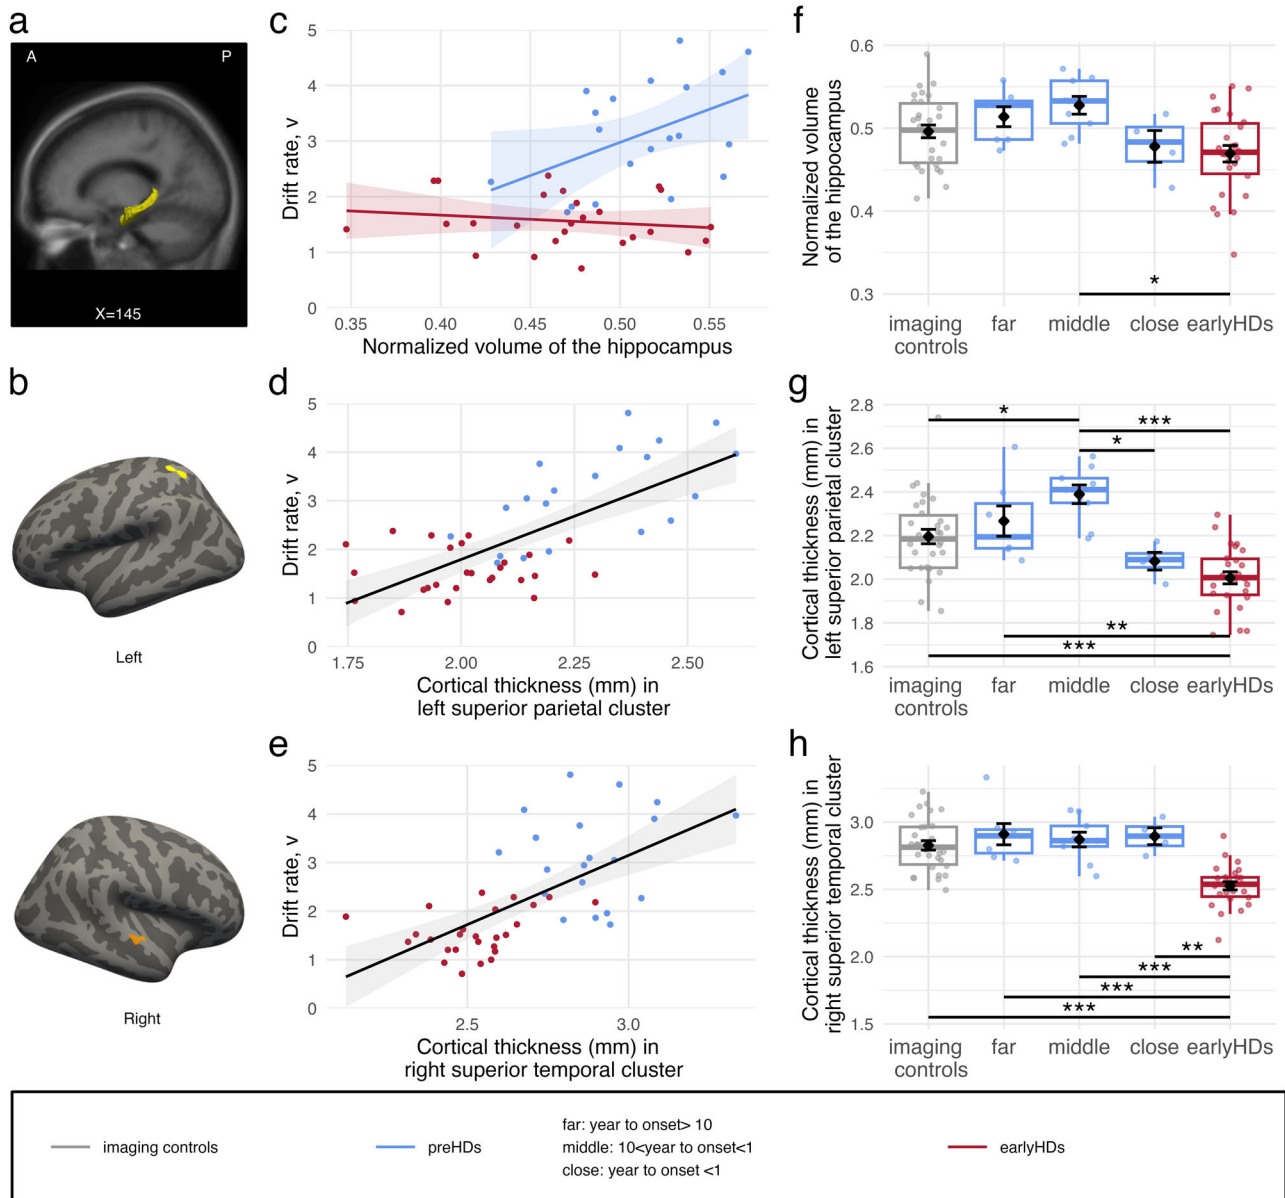 a
A P
X=145
b
Left
Right
c
Drift rate, v
5
4
3
2
1
0
0.35 0.40 0.45 0.50 0.55
Normalized volume of the hippocampus
d
Drift rate, v
5
4
3
2
1
0
1.75 2.00 2.25 2.50
Cortical thickness (mm) in
left superior parietal cluster
e
Drift rate, v
5
4
3
2
1
0
2.5 3.0
Cortical thickness (mm) in
right superior temporal cluster
f
Normalized volume
of the hippocampus
0.6
0.5
0.4
0.3
*
imaging controls far middle close earlyHDs
g
Cortical thickness (mm) in
left superior parietal cluster
2.8
2.6
2.4
2.2
2.0
1.8
1.6
*
***
*
**
***
imaging controls far middle close earlyHDs
h
Cortical thickness (mm) in
right superior temporal cluster
3.0
2.5
2.0
1.5
**
***
***
***
imaging controls far middle close earlyHDs
imaging controls
preHDs
far: year to onset> 10
middle: 10<year to onset<1
close: year to onset <1
earlyHDs